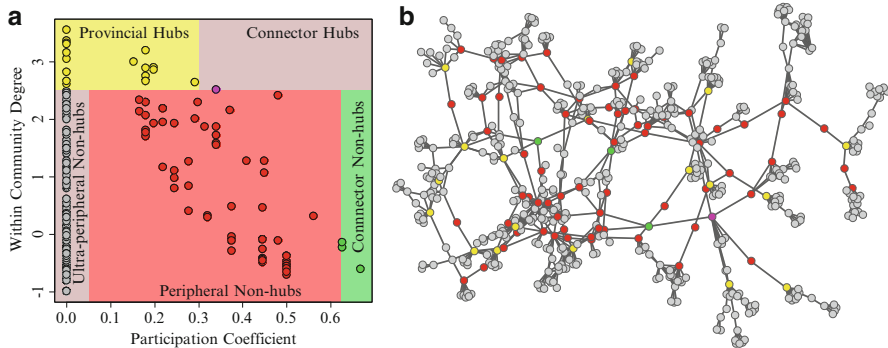 a
b
Provincial Hubs
Connector Hubs
Within Community Degree
3
2
1
0
-1
Ultra-peripheral Non-hubs
Connnector Non-hubs
Peripheral Non-hubs
0.0 0.1 0.2 0.3 0.4 0.5 0.6
Participation Coefficient